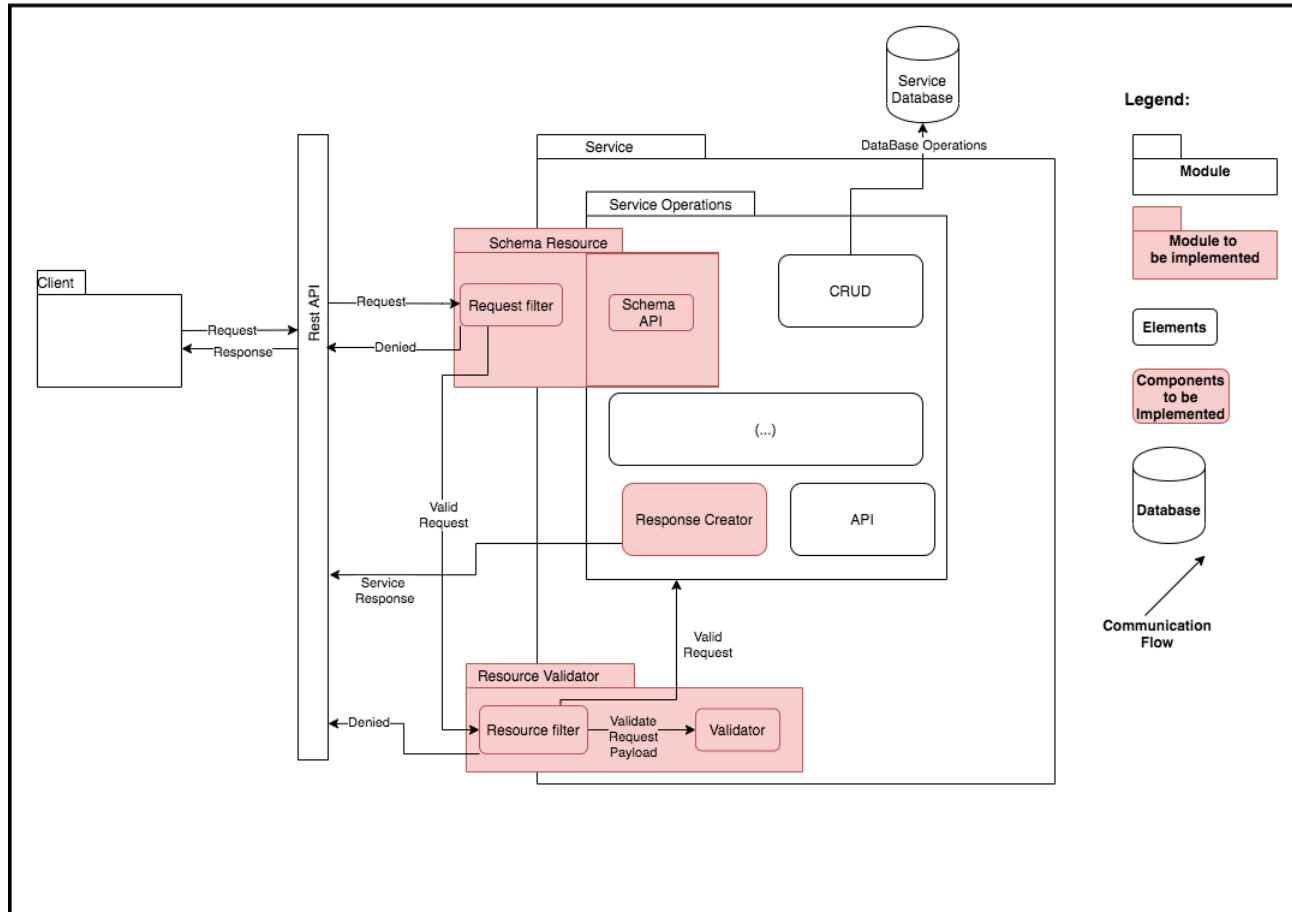 Service
Database
Legend:
DataBase Operations
Service
Module
Service Operations
Schema Resource
Module to
be implemented
Client
Rest API
Request
Request filter
Schema
API
CRUD
Request
Response
Denied
Elements
Components
to be
Implemented
(...)
Valid
Request
Response Creator
API
Database
Service
Response
Communication
Flow
Valid
Request
Resource Validator
Denied
Resource filter
Validate
Request
Payload
Validator